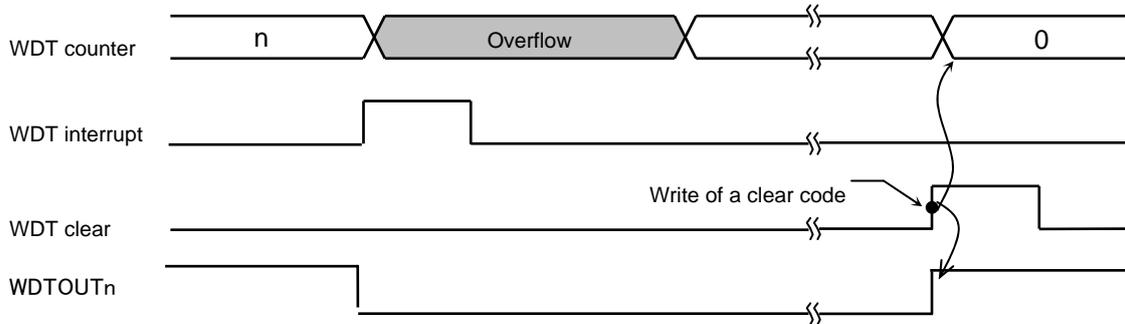 WDT counter
n
Overflow
0
WDT interrupt
Write of a clear code
WDT clear
WDTOUTn